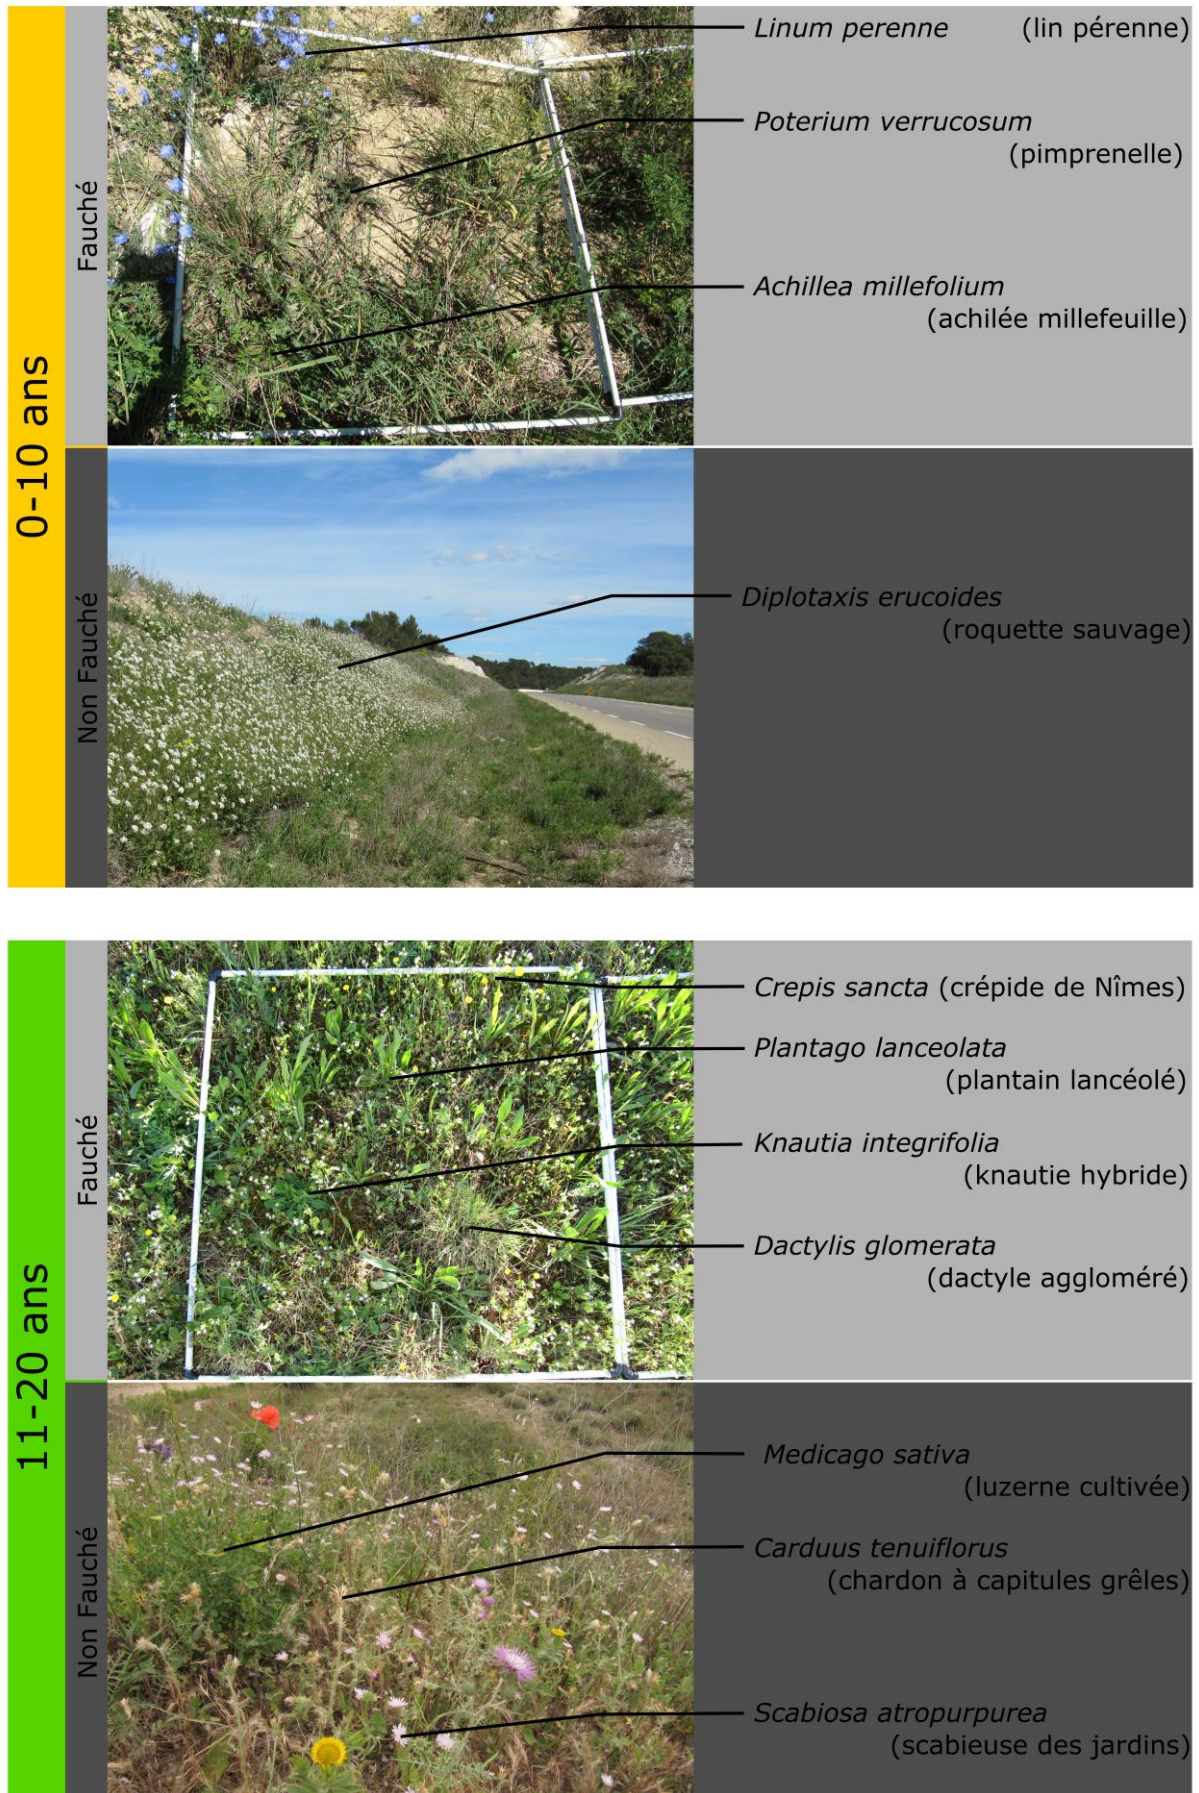 0-10 ans
Fauché
Linum perenne (lin pérenne)
Poterium verrucosum
(pimprenelle)
Achillea millefolium
(achilée millefeuille)
Non Fauché
Diplotaxis erucoides
(roquette sauvage)
11-20 ans
Fauché
Crepis sancta (crépide de Nîmes)
Plantago lanceolata
(plantain lancéolé)
Knautia integrifolia
(knautie hybride)
Dactylis glomerata
(dactyle aggloméré)
Non Fauché
Medicago sativa
(luzerne cultivée)
Carduus tenuiflorus
(chardon à capitules grêles)
Scabiosa atropurpurea
(scabieuse des jardins)